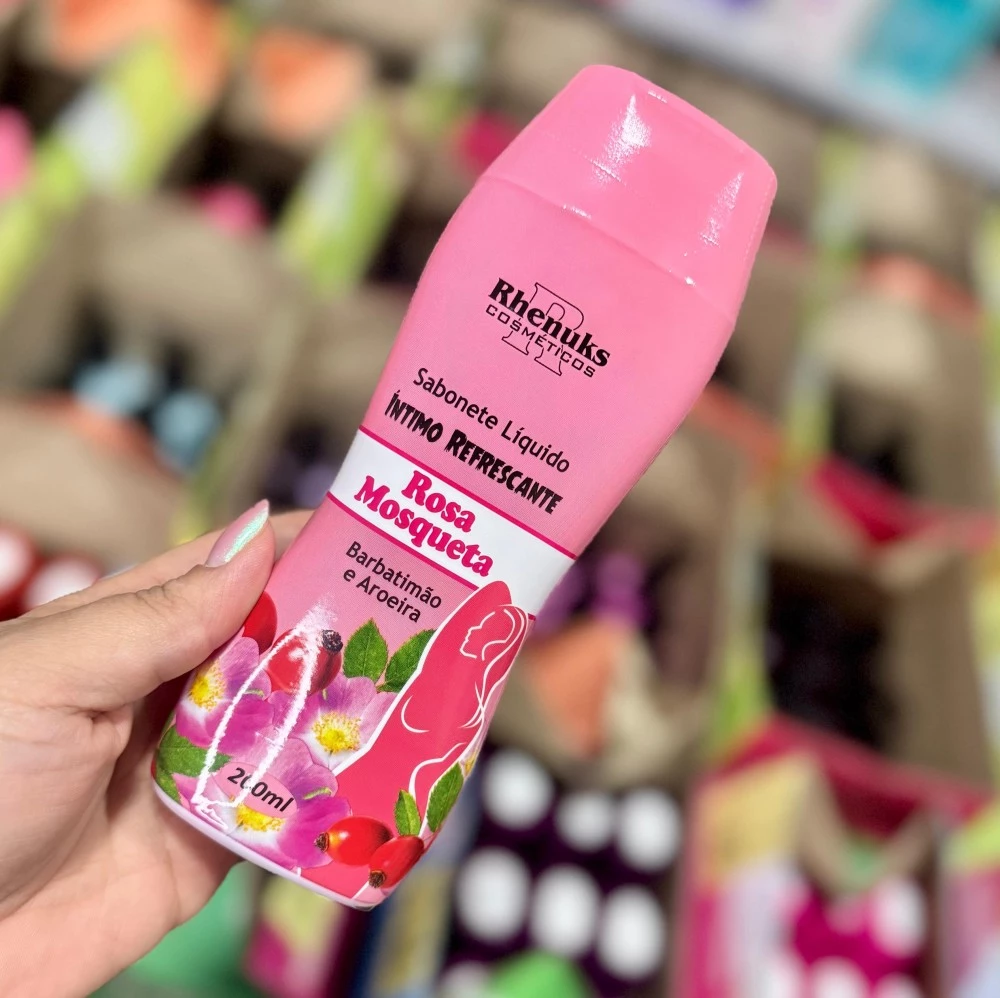 R
Rhenuks
COSMÉTICOS
Sabonete Líquido
ÍNTIMO REFRESCANTE
Rosa
Mosqueta
Barbatimão
e Aroeira
200ml